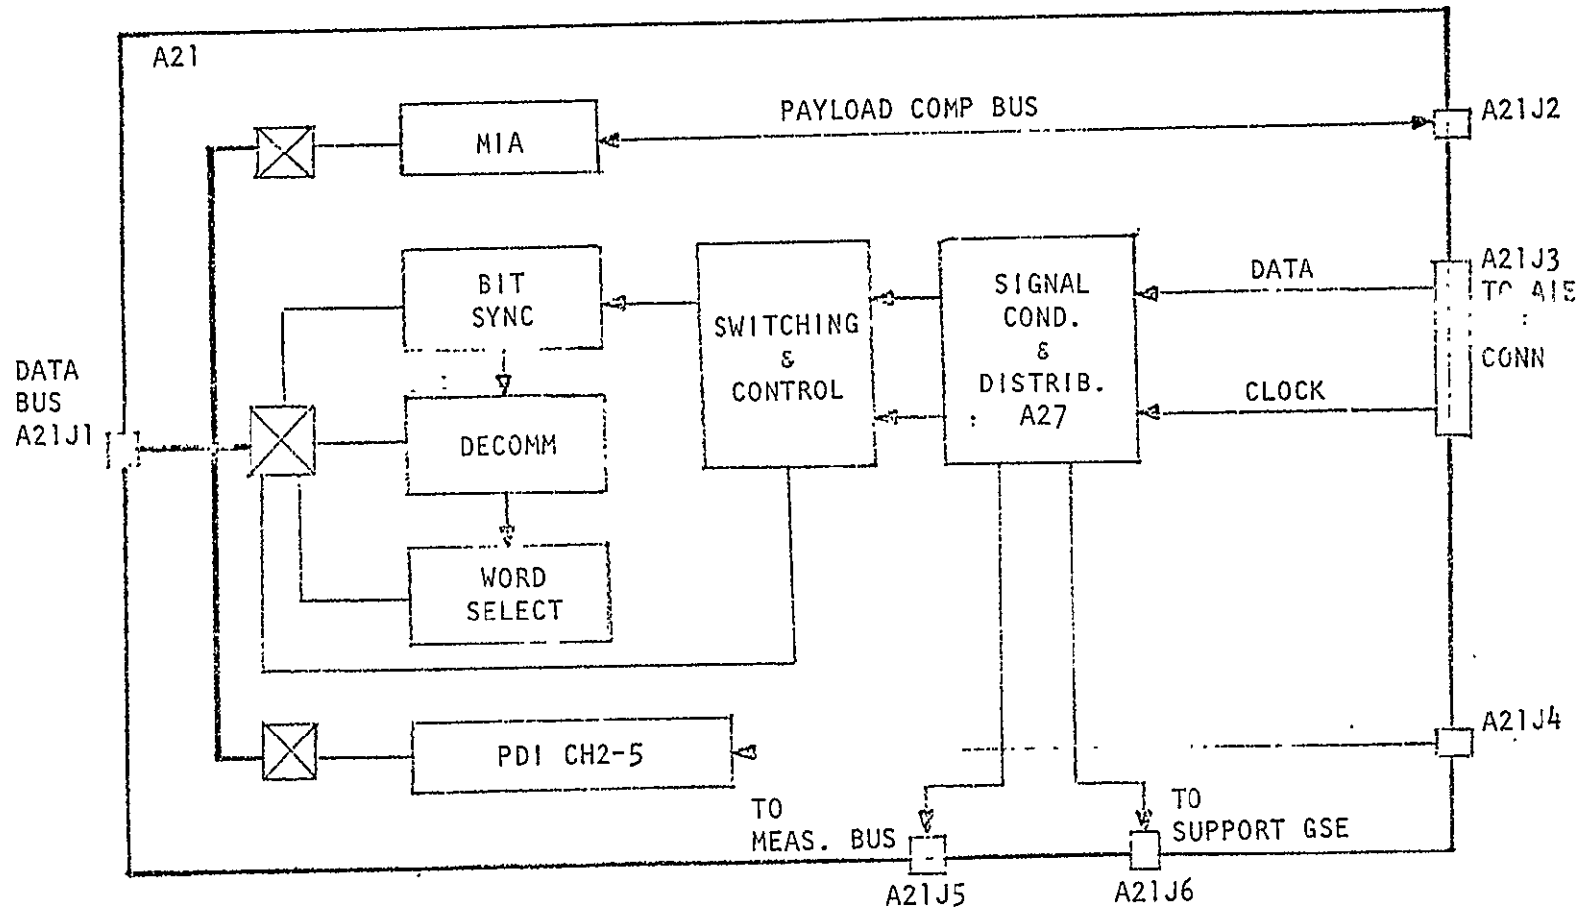 A21
PAYLOAD COMP BUS
A21J2
MIA
BIT
SYNC
SWITCHING
&
CONTROL
SIGNAL
COND.
&
DISTRIB.
A27
DATA
CLOCK
A21J3
CONN
DATA
BUS
A21J1
DECOMM
WORD
SELECT
PDI CH2-5
A21J4
TO
MEAS. BUS
A21J5
TO
SUPPORT GSE
A21J6